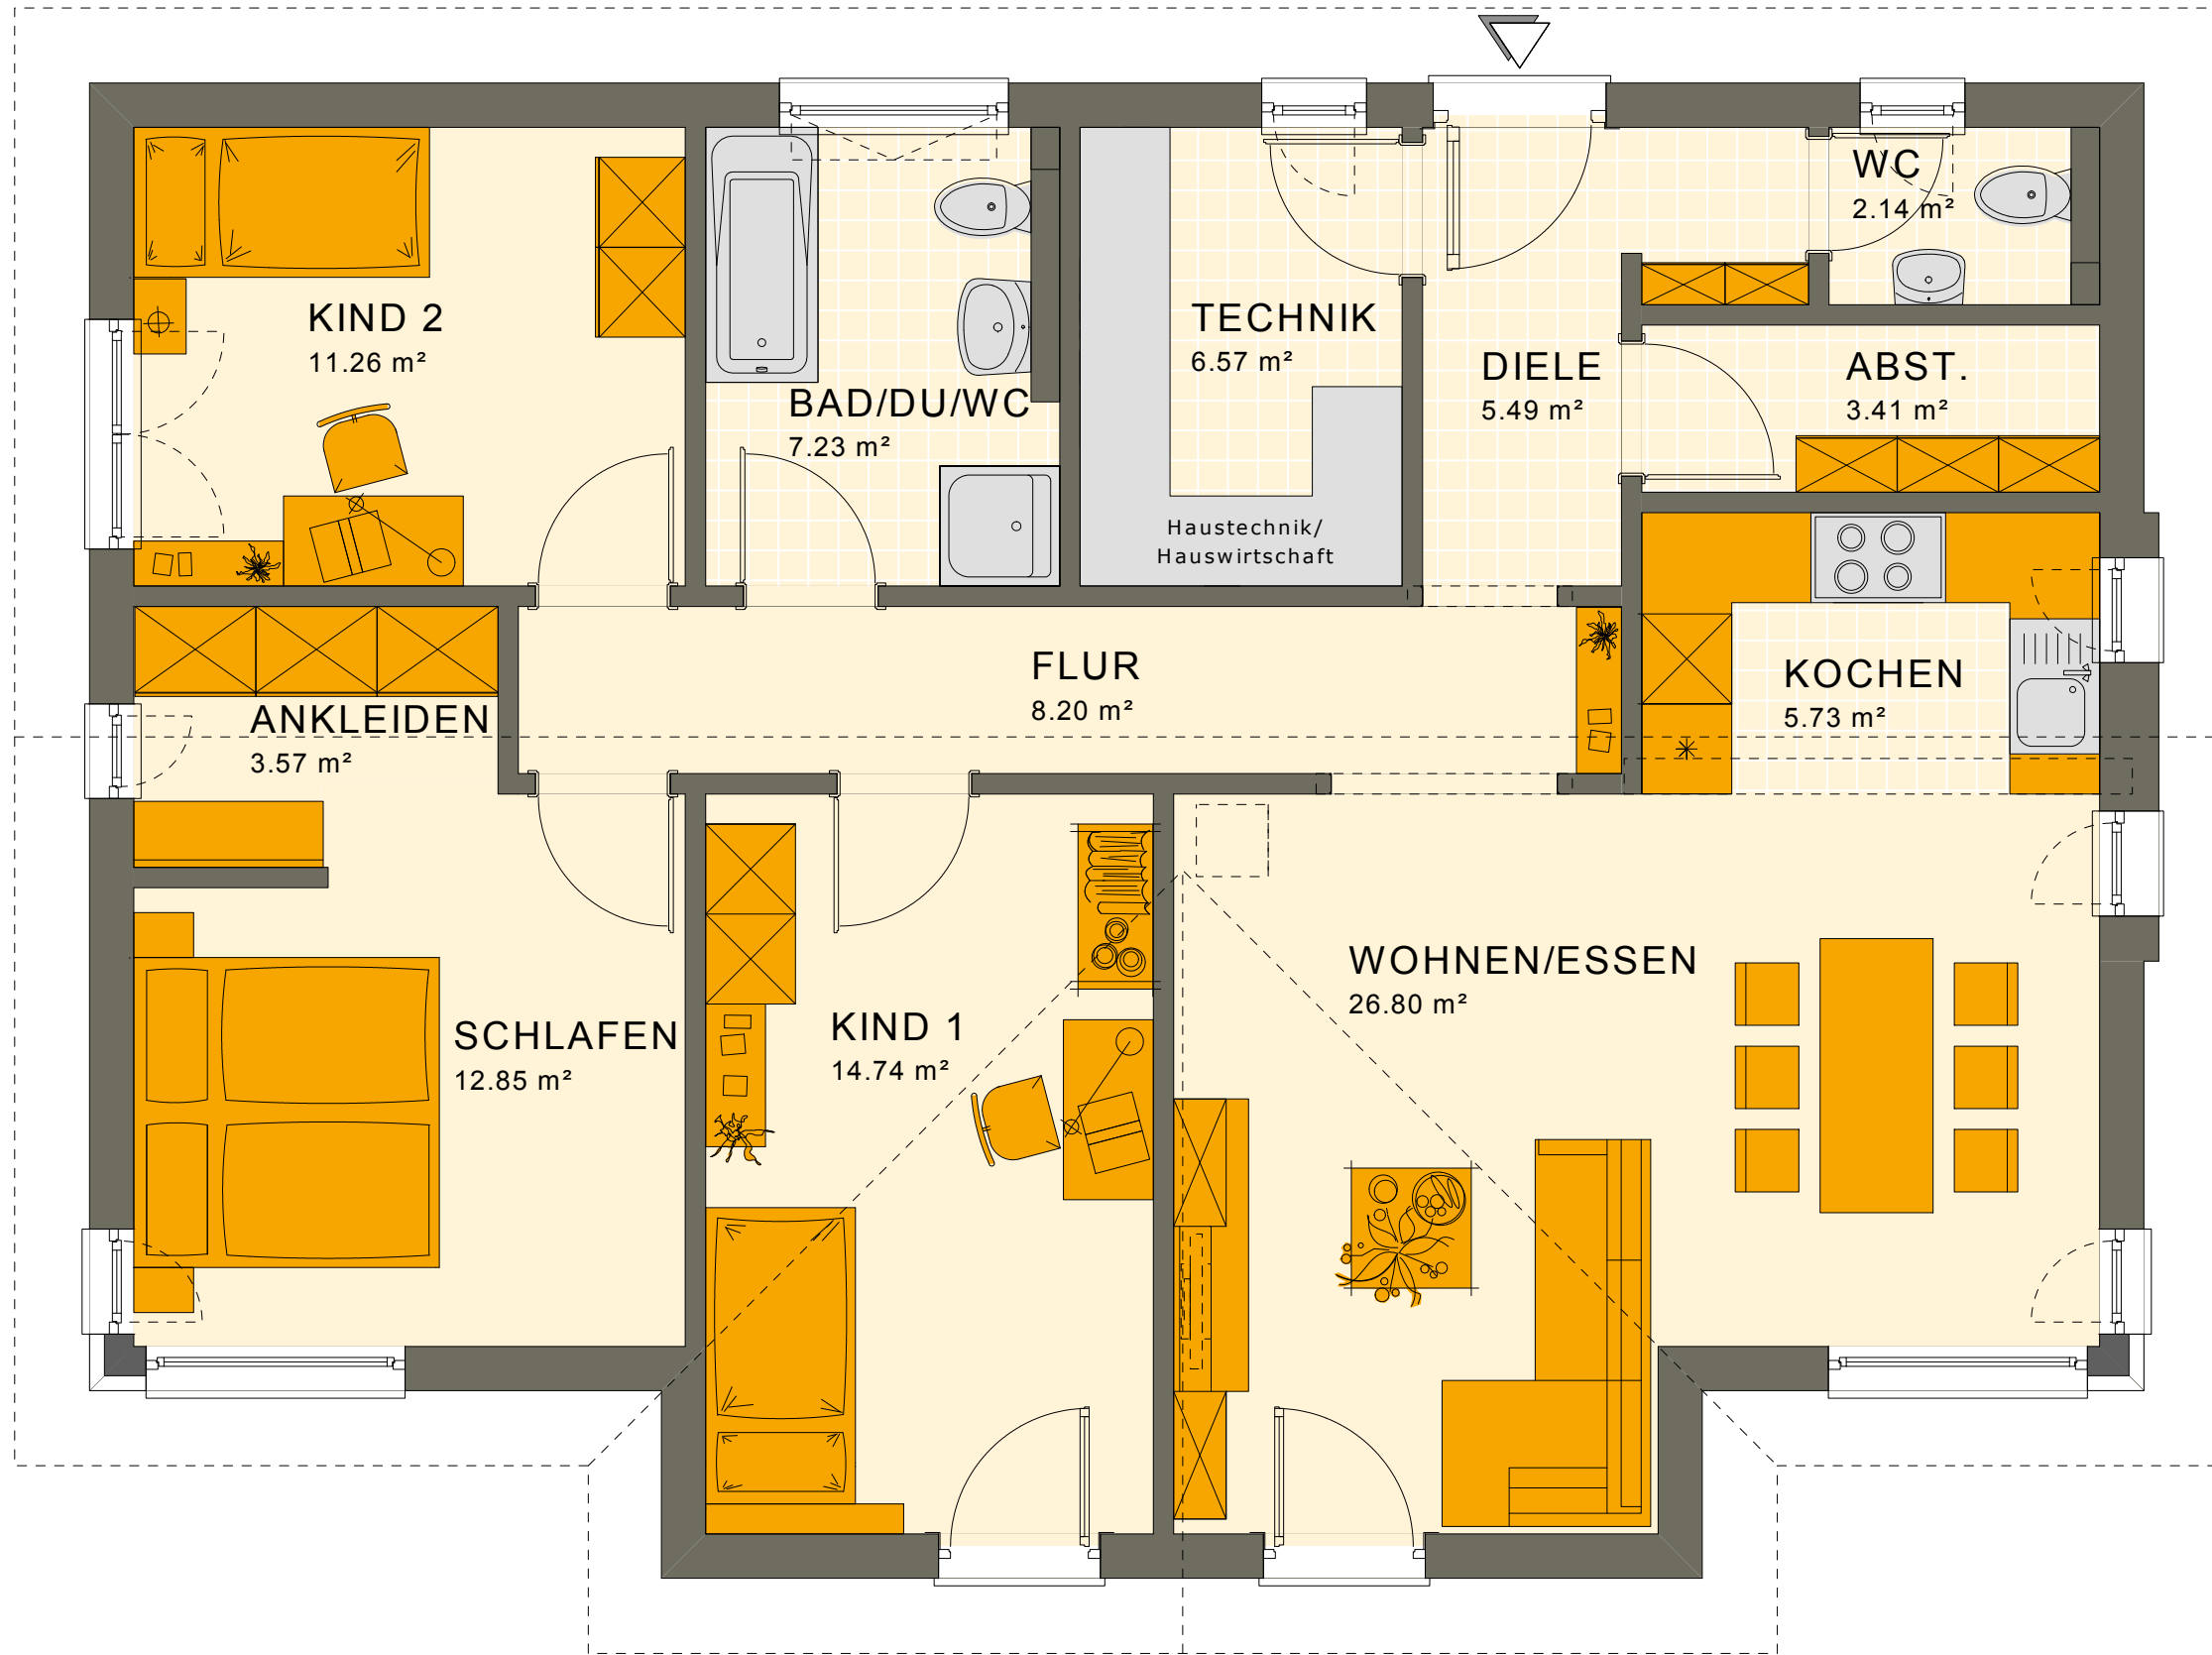 WC
2.14 m²
KIND 2
11.26 m²
TECHNIK
6.57 m²
DIELE
5.49 m²
ABST.
3.41 m²
BAD/DU/WC
7.23 m²
Haustechnik/
Hauswirtschaft
FLUR
8.20 m²
KOCHEN
5.73 m²
ANKLEIDEN
3.57 m²
WOHNEN/ESSEN
26.80 m²
SCHLAFEN
12.85 m²
KIND 1
14.74 m²